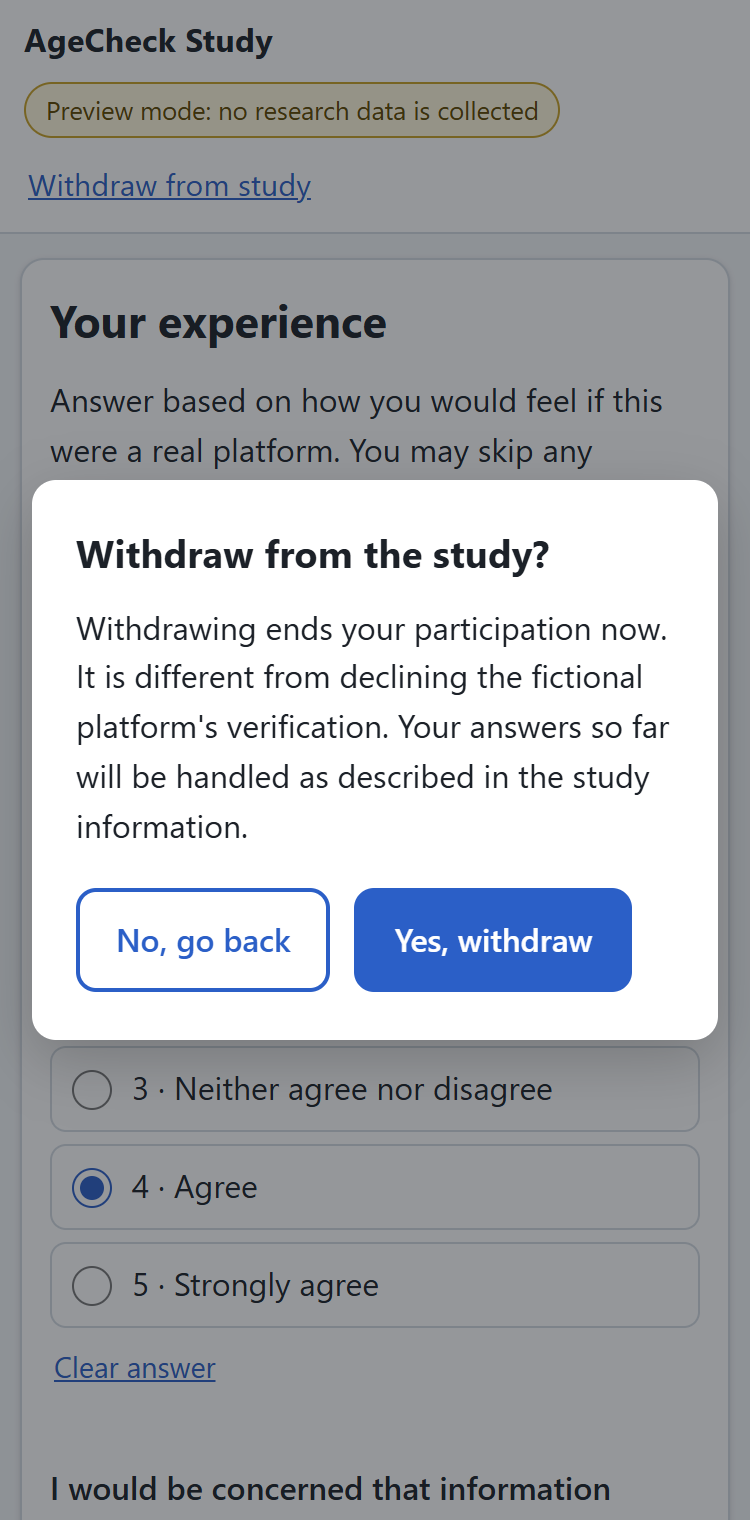 AgeCheck Study
Preview mode: no research data is collected
Withdraw from study
Your experience
Answer based on how you would feel if this
were a real platform. You may skip any
Withdraw from the study?
Withdrawing ends your participation now.
It is different from declining the fictional
platform's verification. Your answers so far
will be handled as described in the study
information.
No, go back
Yes, withdraw
3 · Neither agree nor disagree
4 · Agree
5 · Strongly agree
Clear answer
I would be concerned that information